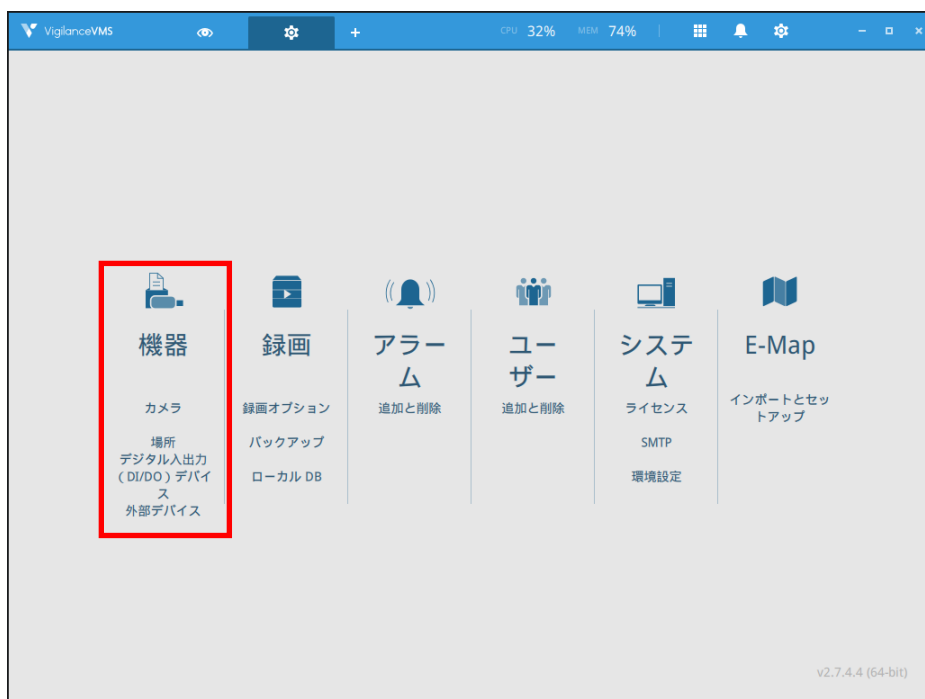 VigilanceVMS
CPU 32% MEM 74%
機器
カメラ
場所
デジタル入出力
（DI/DO）デバイ
ス
外部デバイス
録画
録画オプション
バックアップ
ローカル DB
アラー
ム
追加と削除
ユー
ザー
追加と削除
システ
ム
ライセンス
SMTP
環境設定
E-Map
インポートとセッ
トアップ
v2.7.4.4 (64-bit)